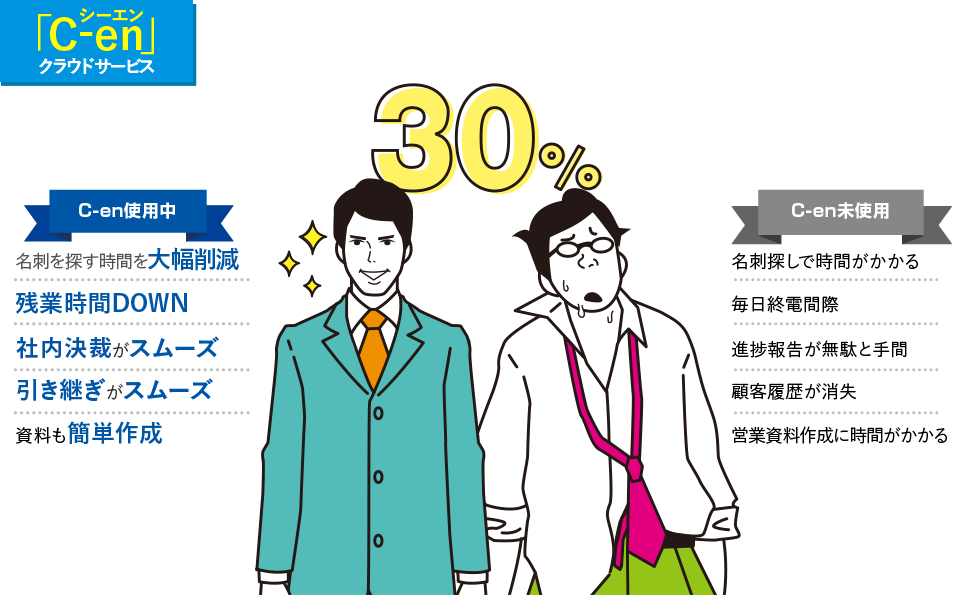 シーエン
「C-en」
クラウドサービス
30%
C-en使用中
名刺を探す時間を大幅削減
残業時間DOWN
社内決裁がスムーズ
引き継ぎがスムーズ
資料も簡単作成
C-en未使用
名刺探しで時間がかかる
毎日終電間際
進捗報告が無駄と手間
顧客履歴が消失
営業資料作成に時間がかかる